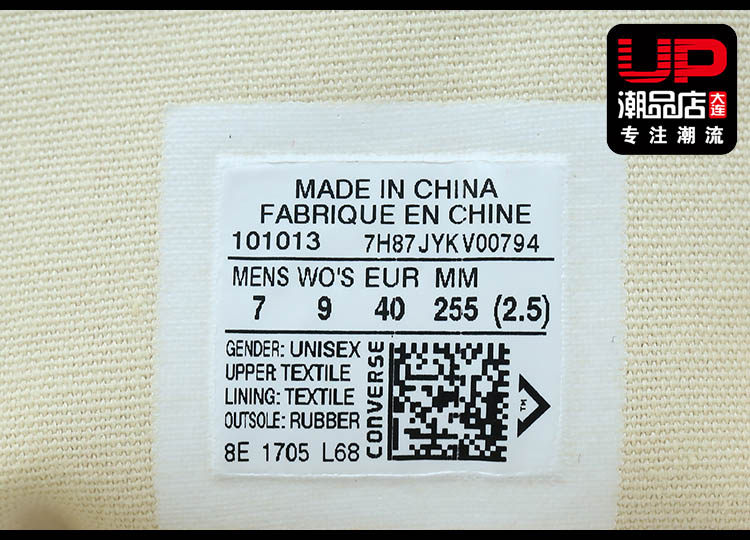 UP
潮品店 大连
专注潮流
MADE IN CHINA
FABRIQUE EN CHINE
101013 7H87JYKV00794
MENS WO'S EUR MM
7 9 40 255 (2.5)
GENDER: UNISEX
UPPER: TEXTILE
LINING: TEXTILE
OUTSOLE: RUBBER
8E 1705 L68
CONVERSE
TM